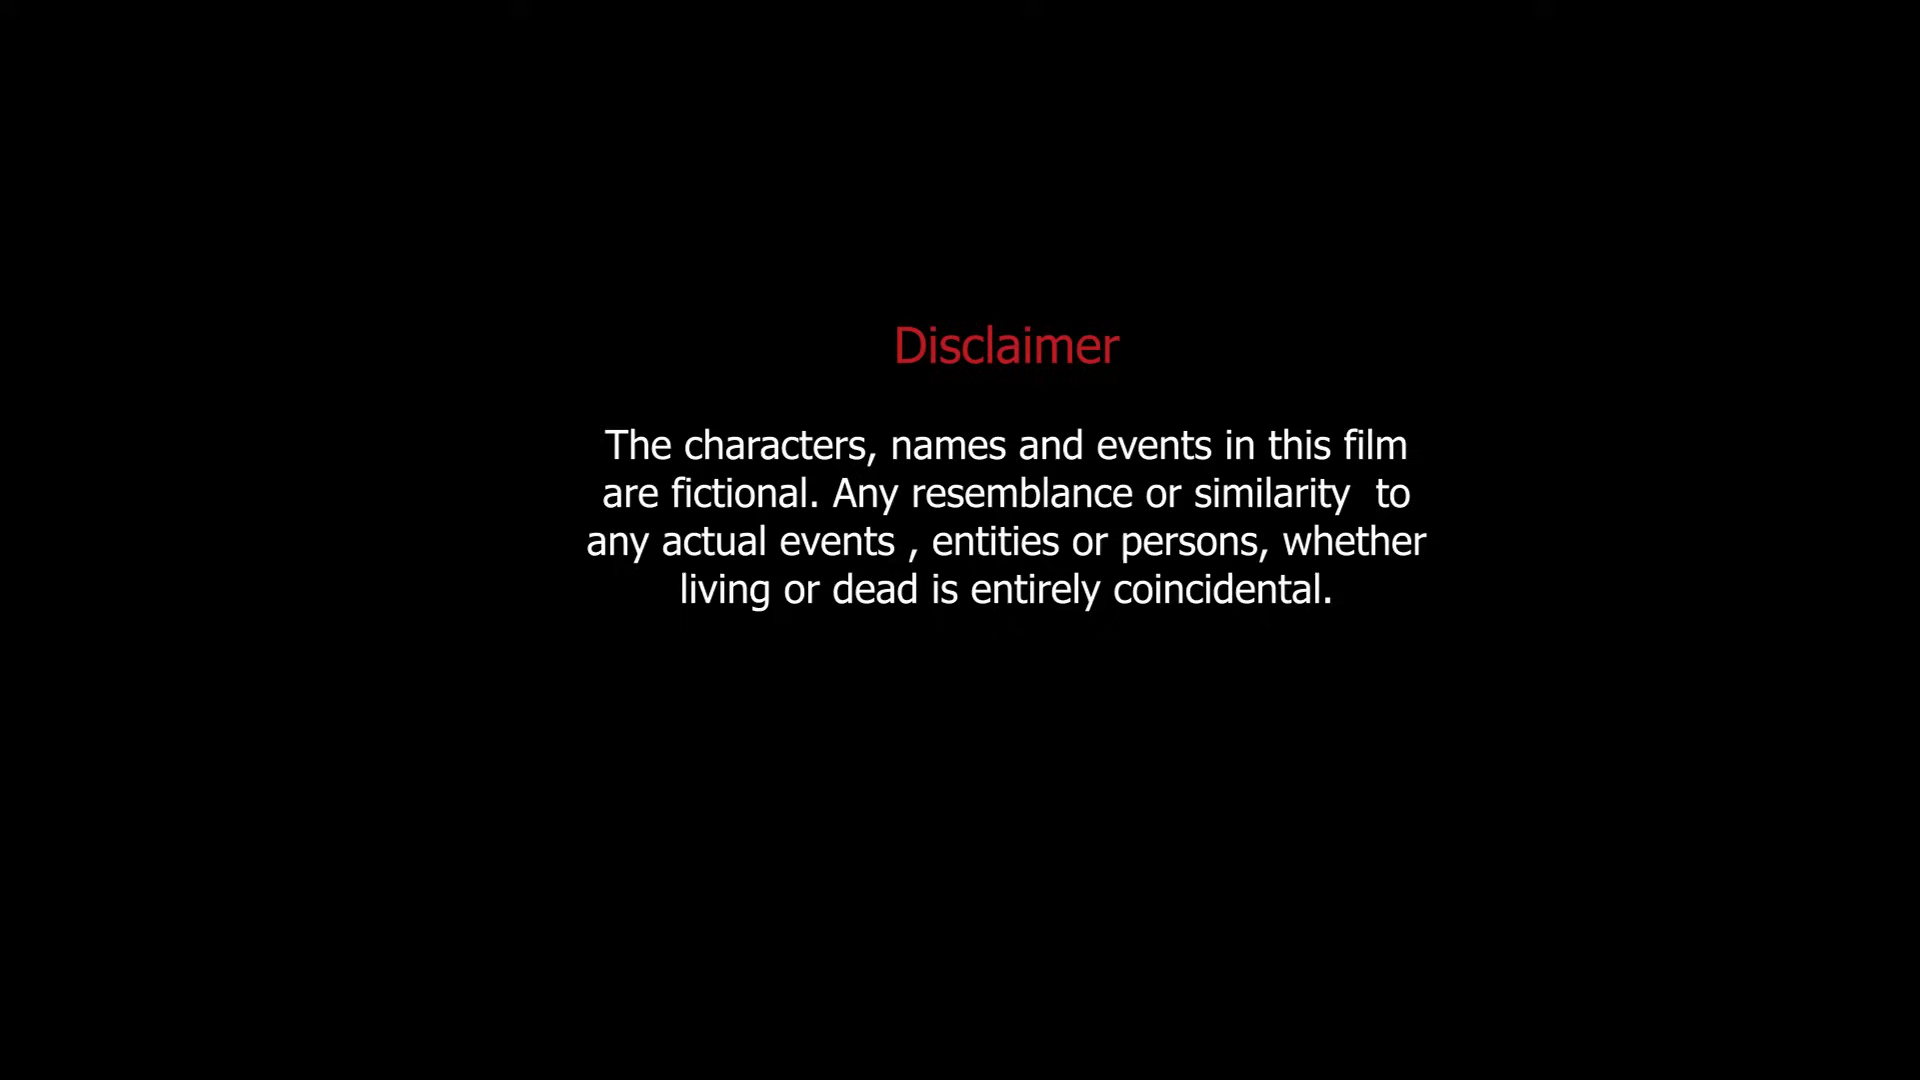 Disclaimer
The characters, names and events in this film
are fictional. Any resemblance or similarity  to
any actual events , entities or persons, whether
living or dead is entirely coincidental.